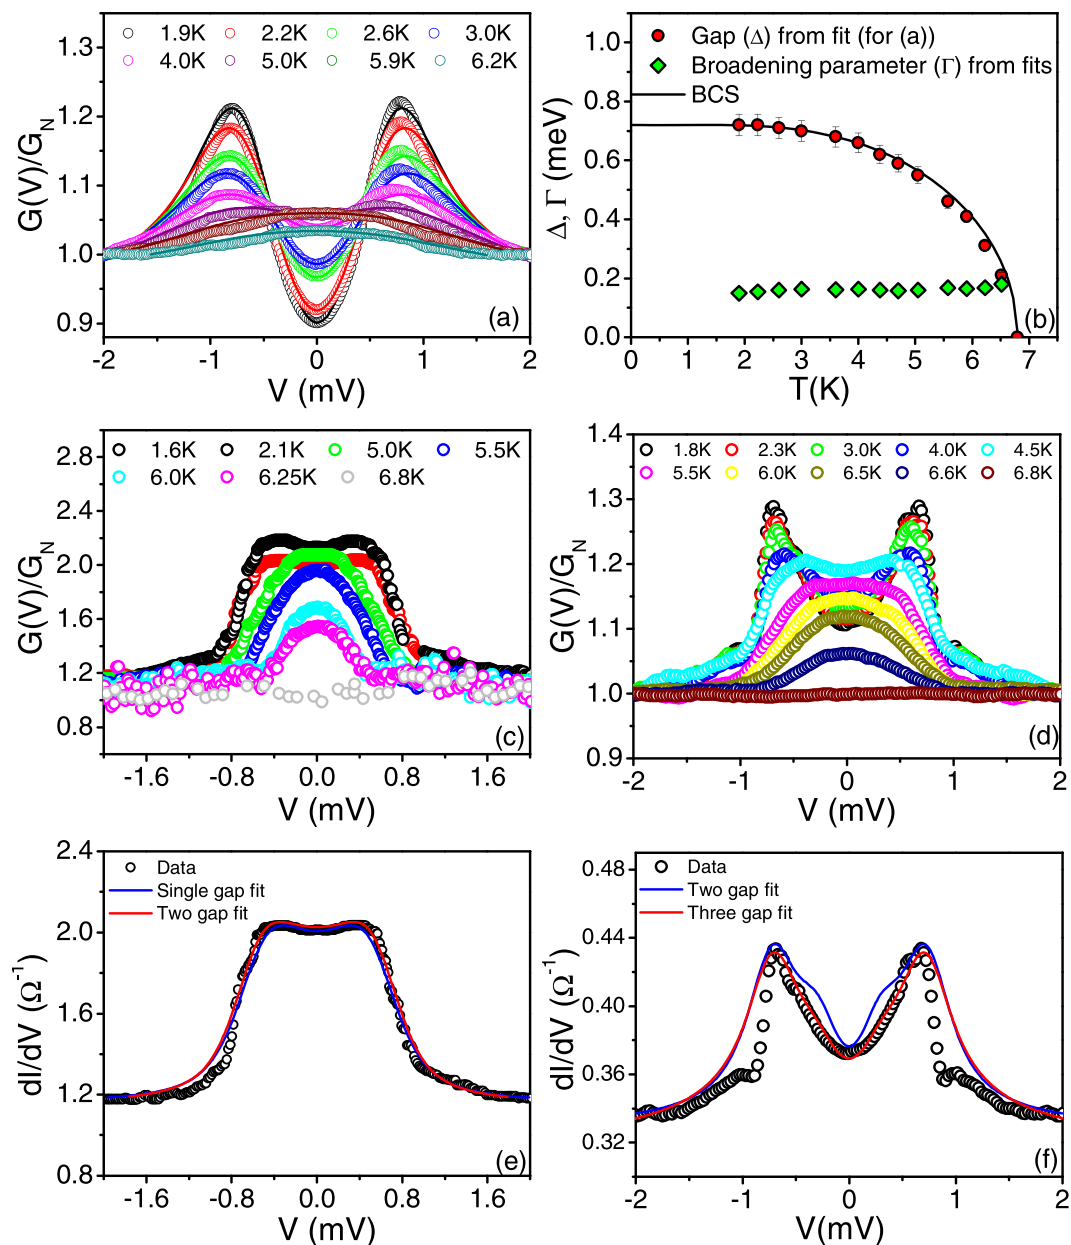 1.9K 2.2K 2.6K 3.0K
4.0K 5.0K 5.9K 6.2K
1.3
1.2
1.1
1.0
0.9
G(V)/G_N
(a)
-2 -1 0 1 2
V (mV)
Gap (Δ) from fit (for (a))
Broadening parameter (Γ) from fits
BCS
1.0
0.8
0.6
0.4
0.2
0.0
Δ, Γ (meV)
(b)
0 1 2 3 4 5 6 7
T(K)
1.6K 2.1K 5.0K 5.5K
6.0K 6.25K 6.8K
2.8
2.4
2.0
1.6
1.2
0.8
G(V)/G_N
(c)
-1.6 -0.8 0.0 0.8 1.6
V (mV)
1.8K 2.3K 3.0K 4.0K 4.5K
5.5K 6.0K 6.5K 6.6K 6.8K
1.4
1.3
1.2
1.1
1.0
0.9
G(V)/G_N
(d)
-2 -1 0 1 2
V (mV)
Data
Single gap fit
Two gap fit
2.4
2.0
1.6
1.2
0.8
dI/dV (Ω⁻¹)
(e)
-1.6 -0.8 0.0 0.8 1.6
V (mV)
Data
Two gap fit
Three gap fit
0.48
0.44
0.40
0.36
0.32
dI/dV (Ω⁻¹)
(f)
-2 -1 0 1 2
V(mV)